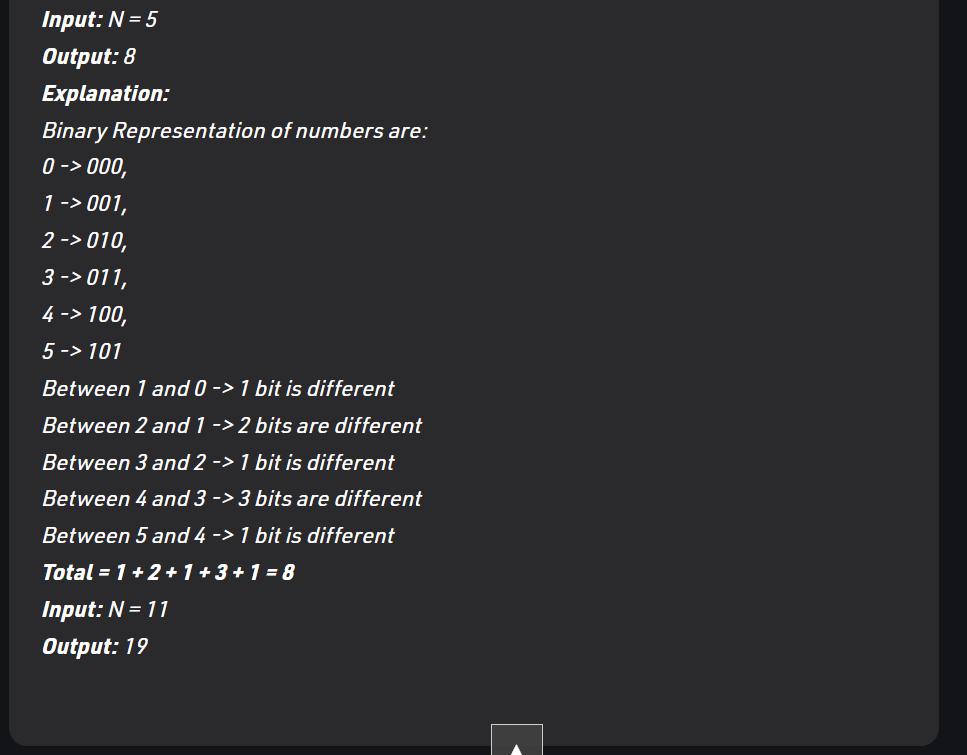 Input: N = 5
Output: 8
Explanation:
Binary Representation of numbers are:
0 -> 000,
1 -> 001,
2 -> 010,
3 -> 011,
4 -> 100,
5 -> 101
Between 1 and 0 -> 1 bit is different
Between 2 and 1 -> 2 bits are different
Between 3 and 2 -> 1 bit is different
Between 4 and 3 -> 3 bits are different
Between 5 and 4 -> 1 bit is different
Total = 1 + 2 + 1 + 3 + 1 = 8
Input: N = 11
Output: 19